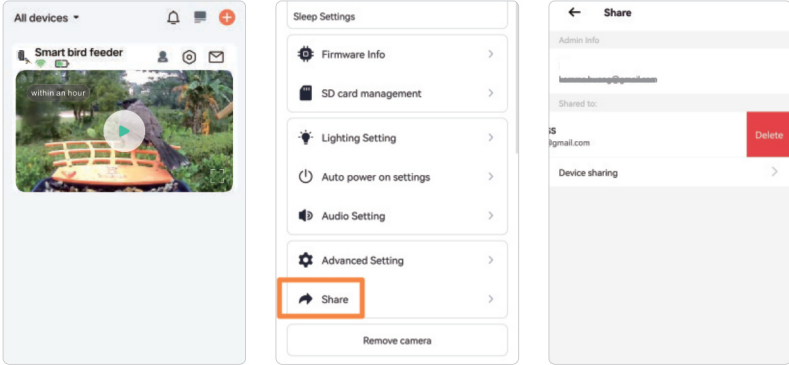 All devices
Smart bird feeder
within an hour
Sleep Settings
Firmware Info
SD card management
Lighting Setting
Auto power on settings
Audio Setting
Advanced Setting
Share
Remove camera
Share
Admin Info
Shared to:
ss
@gmail.com
Delete
Device sharing